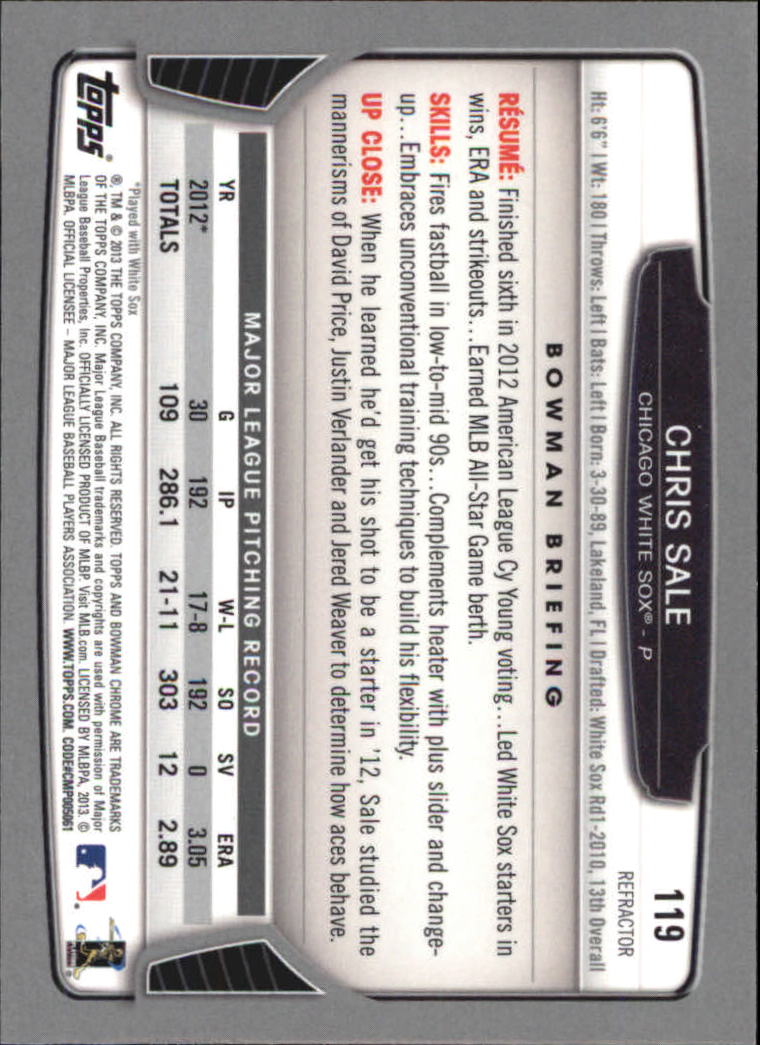 119
REFRACTOR
CHRIS SALE
CHICAGO WHITE SOX® - P
Ht: 6'6" | Wt: 180 | Throws: Left | Bats: Left | Born: 3-30-89, Lakeland, FL | Drafted: White Sox Rd1-2010, 13th Overall
BOWMAN BRIEFING
RÉSUMÉ: Finished sixth in 2012 American League Cy Young voting...Led White Sox starters in
wins, ERA and strikeouts...Earned MLB All-Star Game berth.
SKILLS: Fires fastball in low-to-mid 90s...Complements heater with plus slider and change-
up...Embraces unconventional training techniques to build his flexibility.
UP CLOSE: When he learned he'd get his shot to be a starter in '12, Sale studied the
mannerisms of David Price, Justin Verlander and Jered Weaver to determine how aces behave.
MAJOR LEAGUE PITCHING RECORD
YR G IP W-L SO SV ERA
2012* 30 192 17-8 192 0 3.05
TOTALS 109 286.1 21-11 303 12 2.89
*Played with White Sox
topps®
®, TM & © 2013 THE TOPPS COMPANY, INC. ALL RIGHTS RESERVED. TOPPS AND BOWMAN CHROME ARE TRADEMARKS
OF THE TOPPS COMPANY, INC. Major League Baseball trademarks and copyrights are used with permission of Major
League Baseball Properties, Inc. OFFICIALLY LICENSED PRODUCT OF MLBP. Visit MLB.com. LICENSED BY MLBPA, 2013. ©
MLBPA. OFFICIAL LICENSEE – MAJOR LEAGUE BASEBALL PLAYERS ASSOCIATION. WWW.TOPPS.COM. CODE#CMP005061